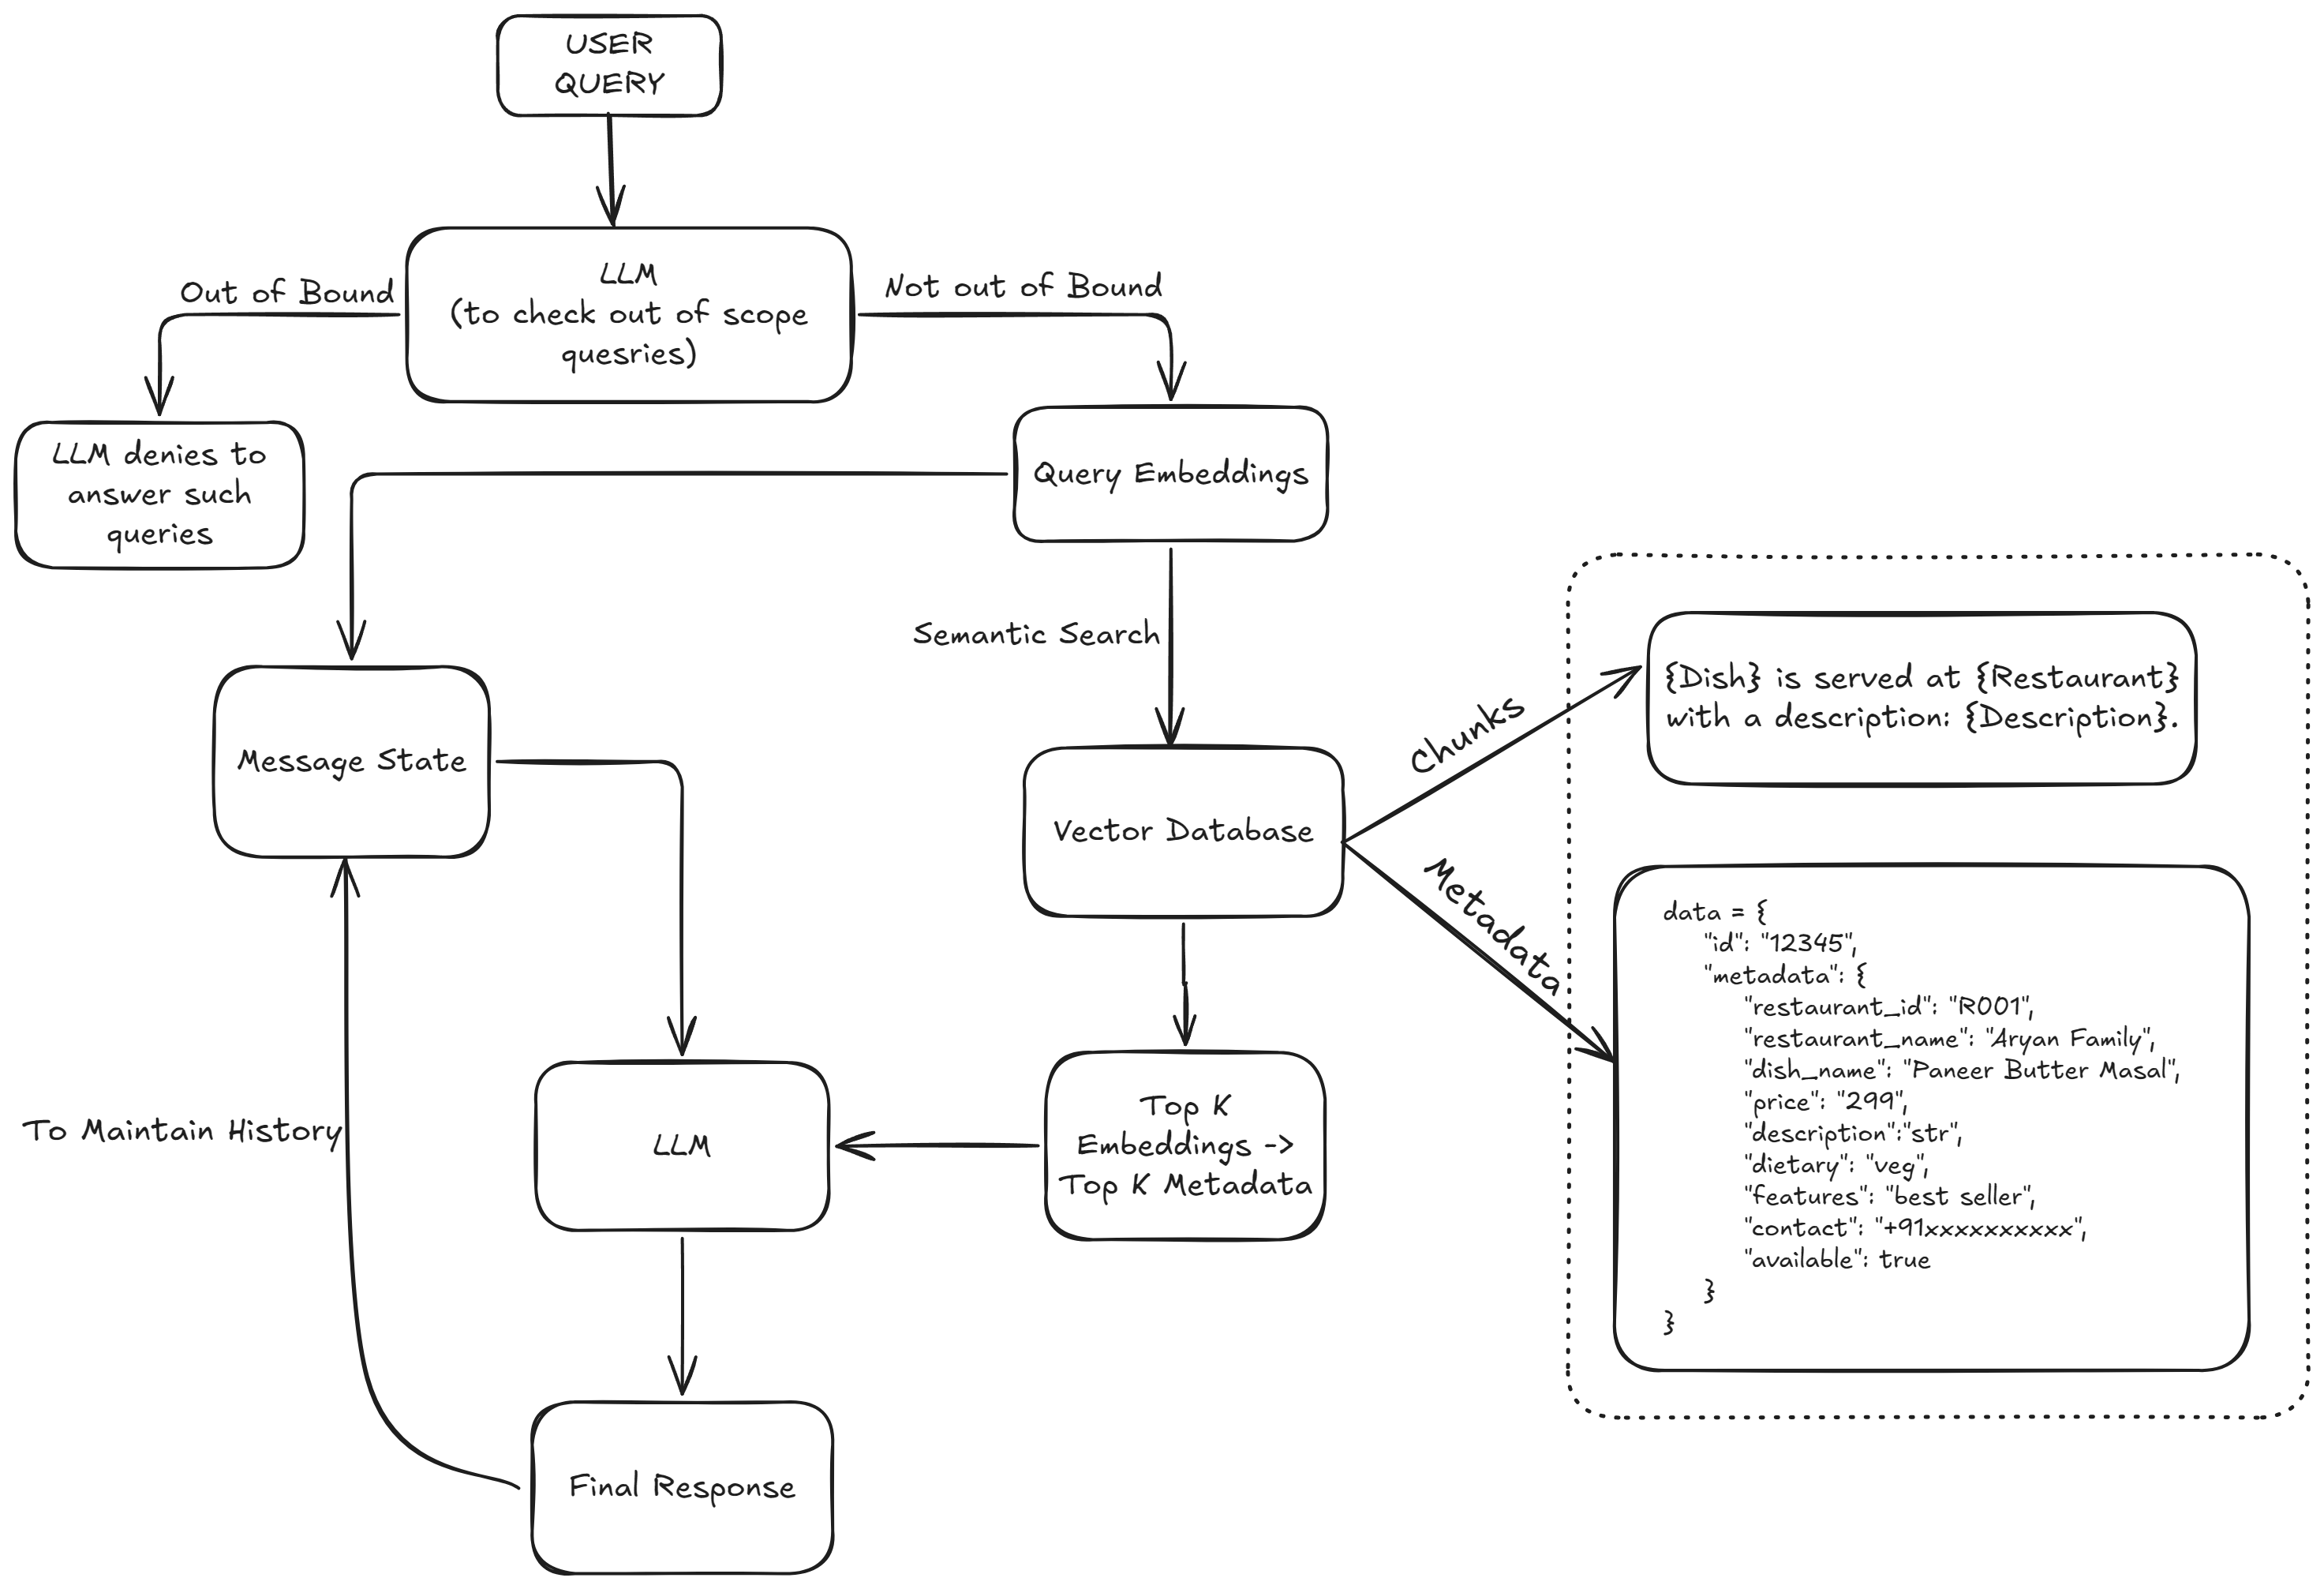 USER
QUERY
LLM
(to check out of scope
quesries)
Out of Bound
Not out of Bound
LLM denies to
answer such
queries
Query Embeddings
Semantic Search
Message State
Vector Database
Chunks
Metadata
{Dish} is served at {Restaurant}
with a description: {Description}.
data = {
"id": "12345",
"metadata": {
"restaurant_id": "R001",
"restaurant_name": "Aryan Family",
"dish_name": "Paneer Butter Masal",
"price": "299",
"description":"str",
"dietary": "veg",
"features": "best seller",
"contact": "+91xxxxxxxxxx",
"available": true
}
}
To Maintain History
LLM
Top K
Embeddings ->
Top K Metadata
Final Response